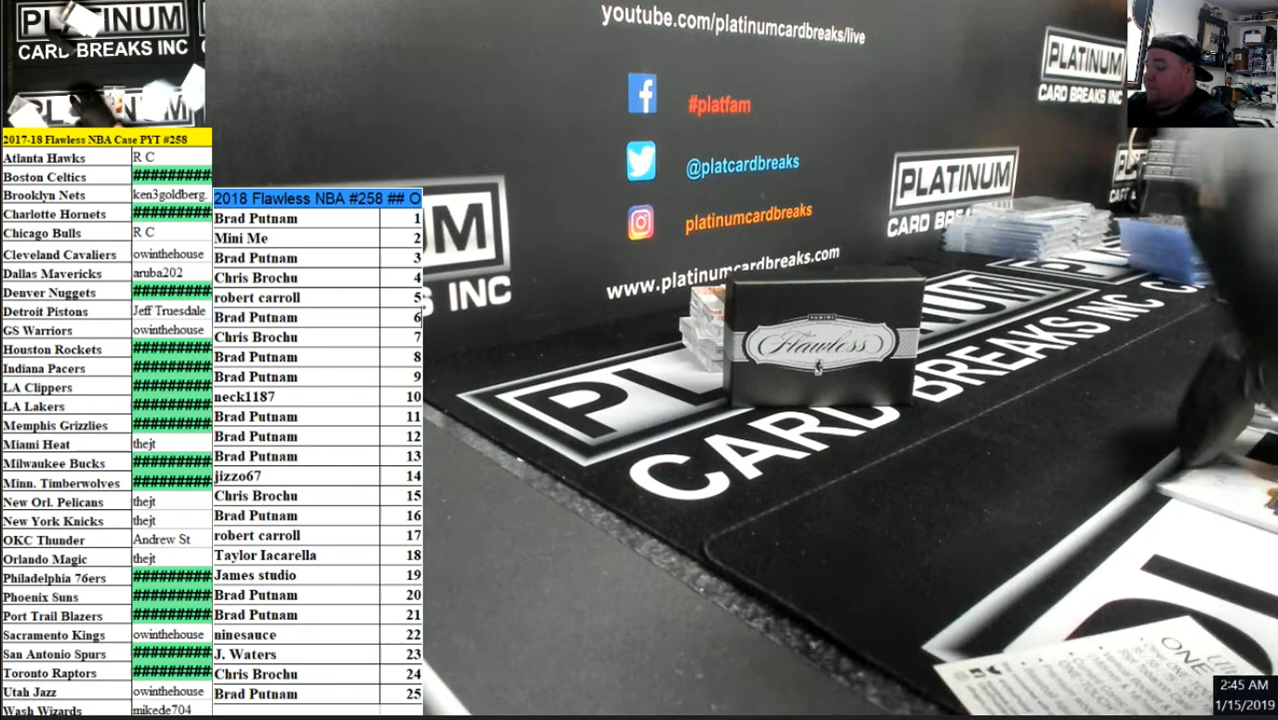 PLATINUM
CARD BREAKS INC
2017-18 Flawless NBA Case PYT #258
Atlanta Hawks R C
Boston Celtics ##########
Brooklyn Nets ken3goldberg.
Charlotte Hornets ##########
Chicago Bulls R C
Cleveland Cavaliers owinthehouse
Dallas Mavericks aruba202
Denver Nuggets ##########
Detroit Pistons Jeff Truesdale
GS Warriors owinthehouse
Houston Rockets ##########
Indiana Pacers ##########
LA Clippers ##########
LA Lakers ##########
Memphis Grizzlies ##########
Miami Heat thejt
Milwaukee Bucks ##########
Minn. Timberwolves ##########
New Orl. Pelicans thejt
New York Knicks thejt
OKC Thunder Andrew St
Orlando Magic thejt
Philadelphia 76ers ##########
Phoenix Suns ##########
Port Trail Blazers ##########
Sacramento Kings owinthehouse
San Antonio Spurs ##########
Toronto Raptors ##########
Utah Jazz owinthehouse
Wash Wizards mikede704
2018 Flawless NBA #258 ## O
Brad Putnam 1
Mini Me 2
Brad Putnam 3
Chris Brochu 4
robert carroll 5
Brad Putnam 6
Chris Brochu 7
Brad Putnam 8
Brad Putnam 9
neck1187 10
Brad Putnam 11
Brad Putnam 12
Brad Putnam 13
jizzo67 14
Chris Brochu 15
Brad Putnam 16
robert carroll 17
Taylor Iacarella 18
James studio 19
Brad Putnam 20
Brad Putnam 21
ninesauce 22
J. Waters 23
Chris Brochu 24
Brad Putnam 25
youtube.com/platinumcardbreaks/live
#platfam
@platcardbreaks
platinumcardbreaks
www.platinumcardbreaks.com
PLATINUM
CARD BREAKS INC
PLATINUM
CARD BREAKS INC
UM
S INC
PANINI
Flawless
CARD BREAKS INC
ONE
2:45 AM
1/15/2019